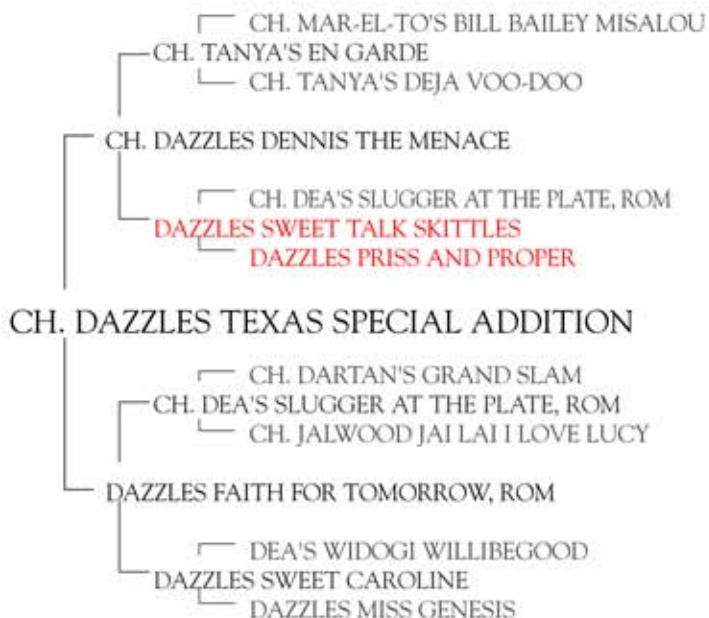 CH. MAR-EL-TO'S BILL BAILEY MISALOU
CH. TANYA'S EN GARDE
CH. TANYA'S DEJA VOO-DOO
CH. DAZZLES DENNIS THE MENACE
CH. DEA'S SLUGGER AT THE PLATE, ROM
DAZZLES SWEET TALK SKITTLES
DAZZLES PRISS AND PROPER
CH. DAZZLES TEXAS SPECIAL ADDITION
CH. DARTAN'S GRAND SLAM
CH. DEA'S SLUGGER AT THE PLATE, ROM
CH. JALWOOD JAI LAI I LOVE LUCY
DAZZLES FAITH FOR TOMORROW, ROM
DEA'S WIDOGI WILLIBEGOOD
DAZZLES SWEET CAROLINE
DAZZLES MISS GENESIS